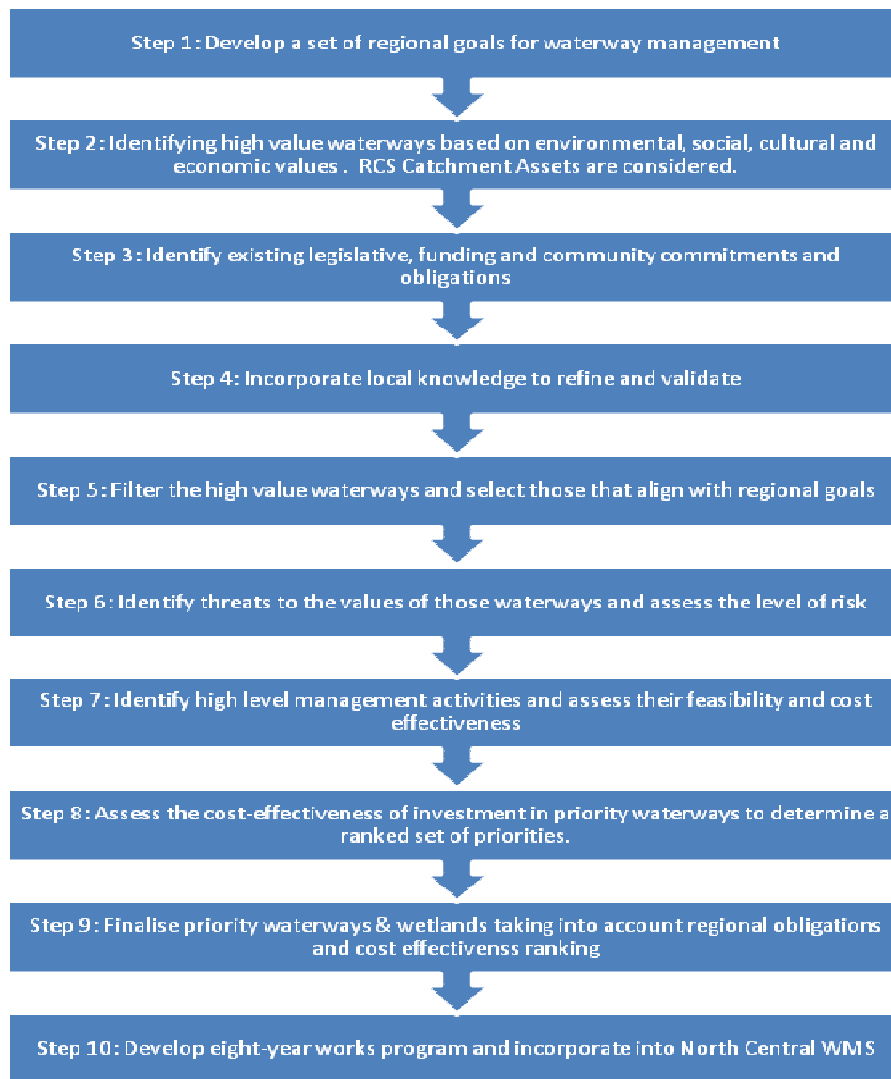 Step 1: Develop a set of regional goals for waterway management
Step 2: Identifying high value waterways based on environmental, social, cultural and
economic values .  RCS Catchment Assets are considered.
Step 3: Identify existing legislative, funding and community commitments and
obligations
Step 4: Incorporate local knowledge to refine and validate
Step 5: Filter the high value waterways and select those that align with regional goals
Step 6: Identify threats to the values of those waterways and assess the level of risk
Step 7: Identify high level management activities and assess their feasibility and cost
effectiveness
Step 8: Assess the cost-effectiveness of investment in priority waterways to determine a
ranked set of priorities.
Step 9: Finalise priority waterways & wetlands taking into account regional obligations
and cost effectivenss ranking
Step 10: Develop eight-year works program and incorporate into North Central WMS